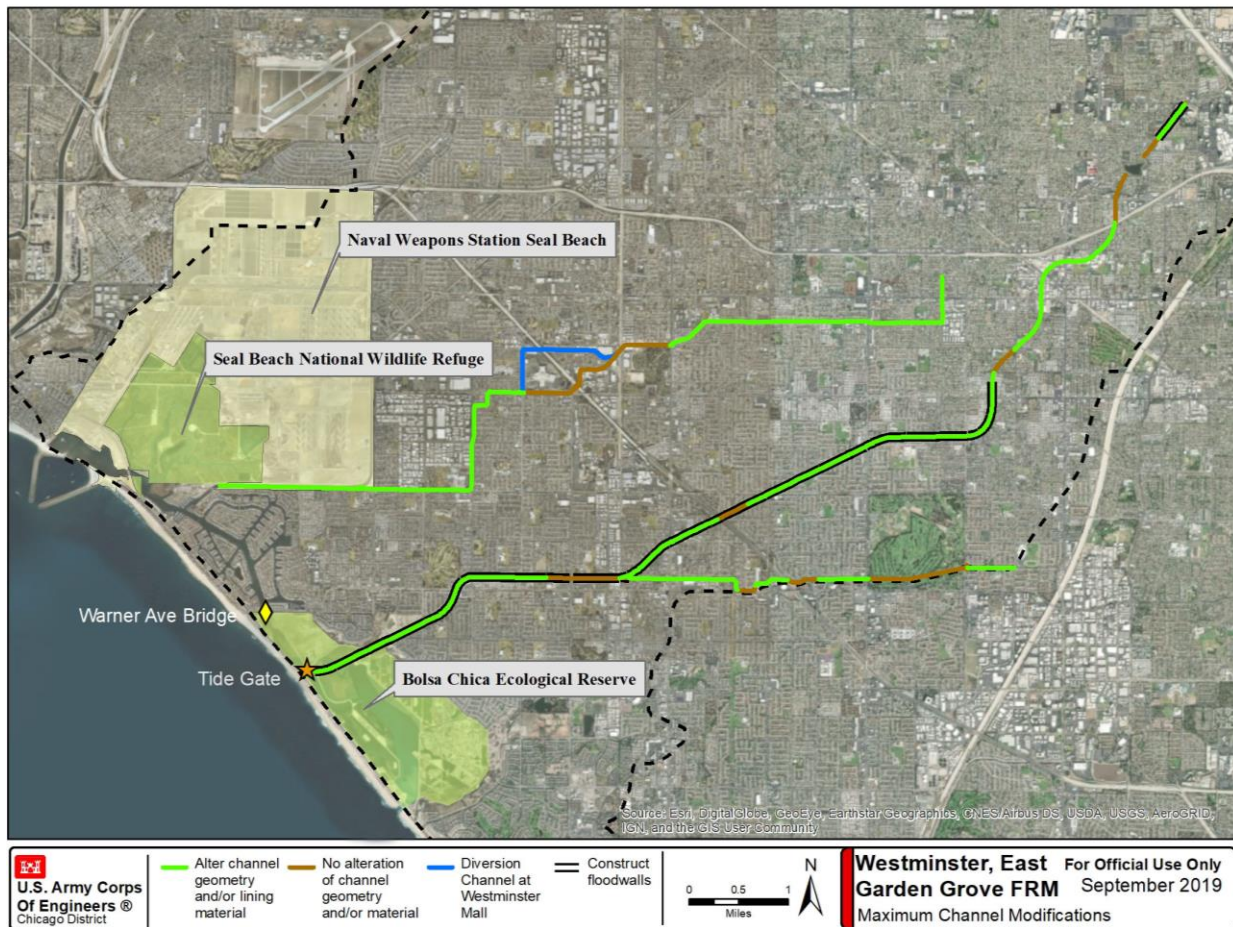 Naval Weapons Station Seal Beach
Seal Beach National Wildlife Refuge
Warner Ave Bridge
Tide Gate
Bolsa Chica Ecological Reserve
Source: Esri, DigitalGlobe, GeoEye, Earthstar Geographics, CNES/Airbus DS, USDA, USGS, AeroGRID,
IGN, and the GIS User Community
U.S. Army Corps
Of Engineers ®
Chicago District
Alter channel
geometry
and/or lining
material
No alteration
of channel
geometry
and/or material
Diversion
Channel at
Westminster
Mall
Construct
floodwalls
0 0.5 1
Miles
N
Westminster, East
Garden Grove FRM
Maximum Channel Modifications
For Official Use Only
September 2019